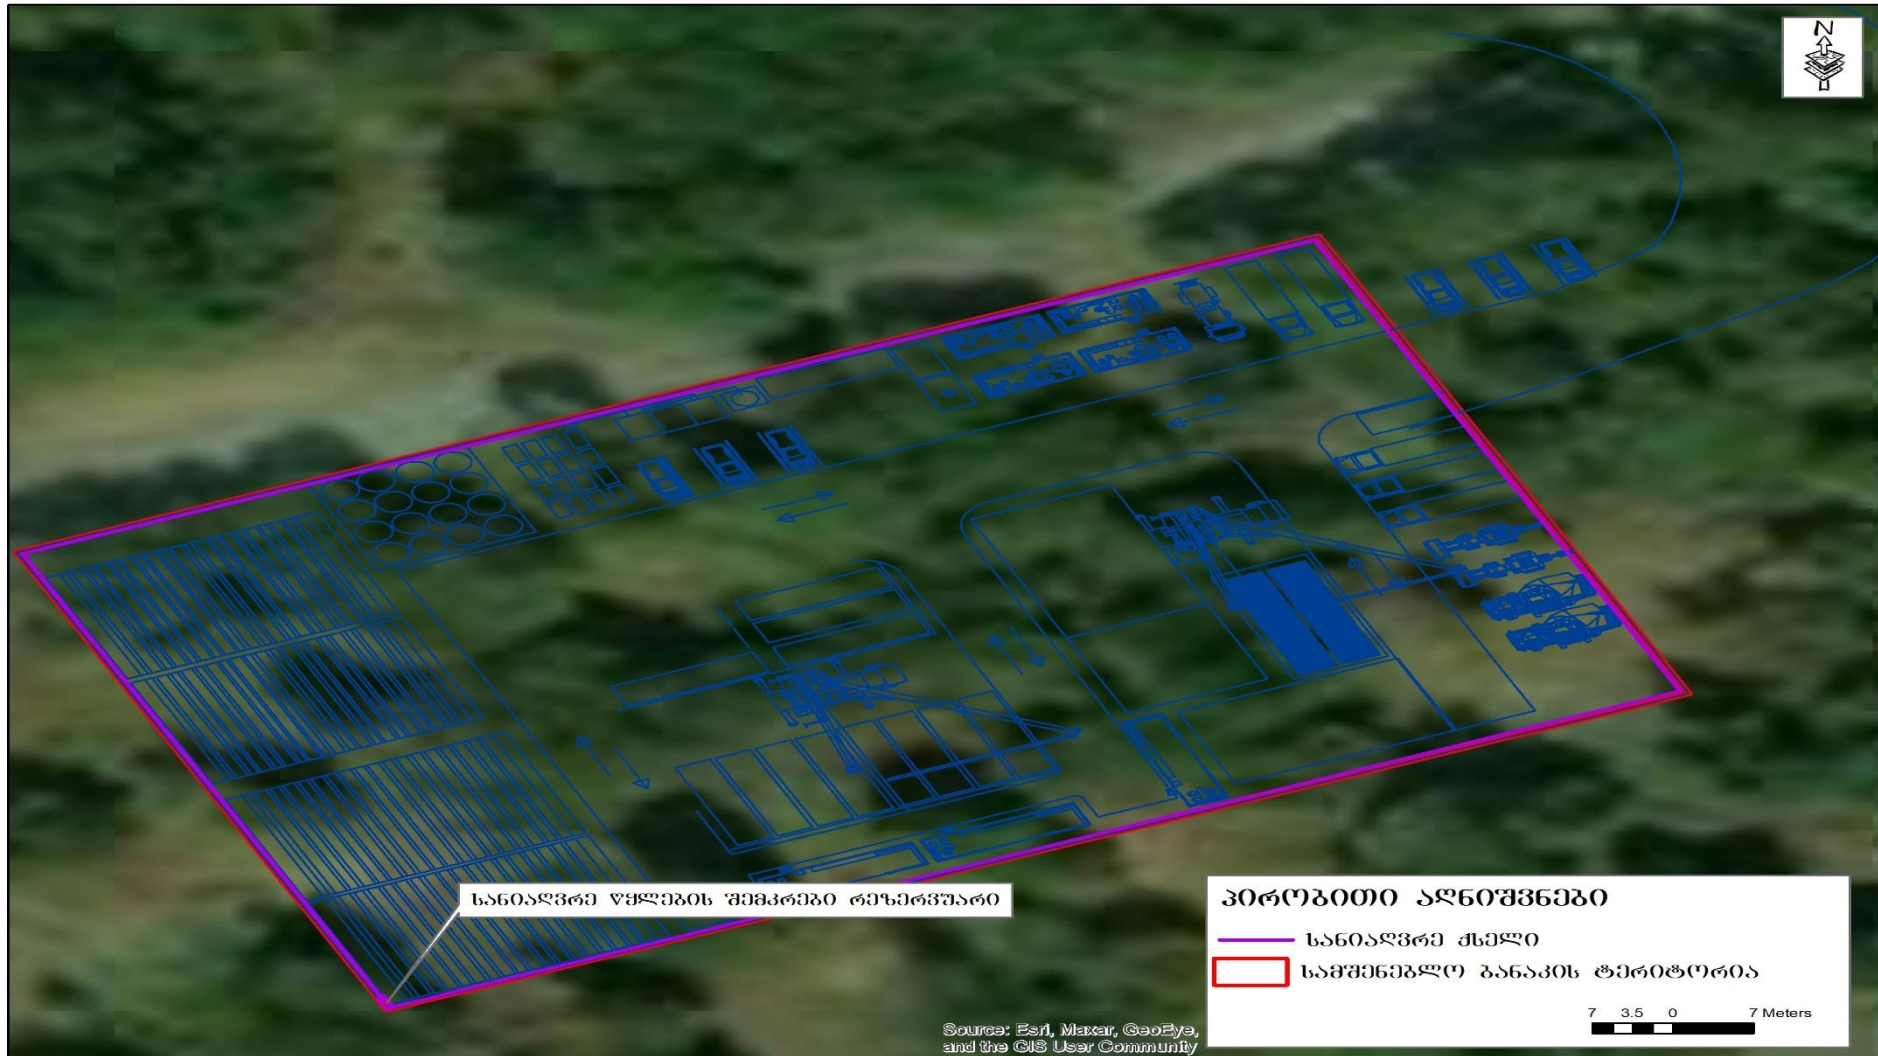 N
სანიაღვრე წყლების შემკრები რეზერვუარი
პირობითი აღნიშვნები
სანიაღვრე ქსელი
სამშენებლო ბანაკის ტერიტორია
7 3.5 0 7 Meters
Source: Esri, Maxar, GeoEye,
and the GIS User Community